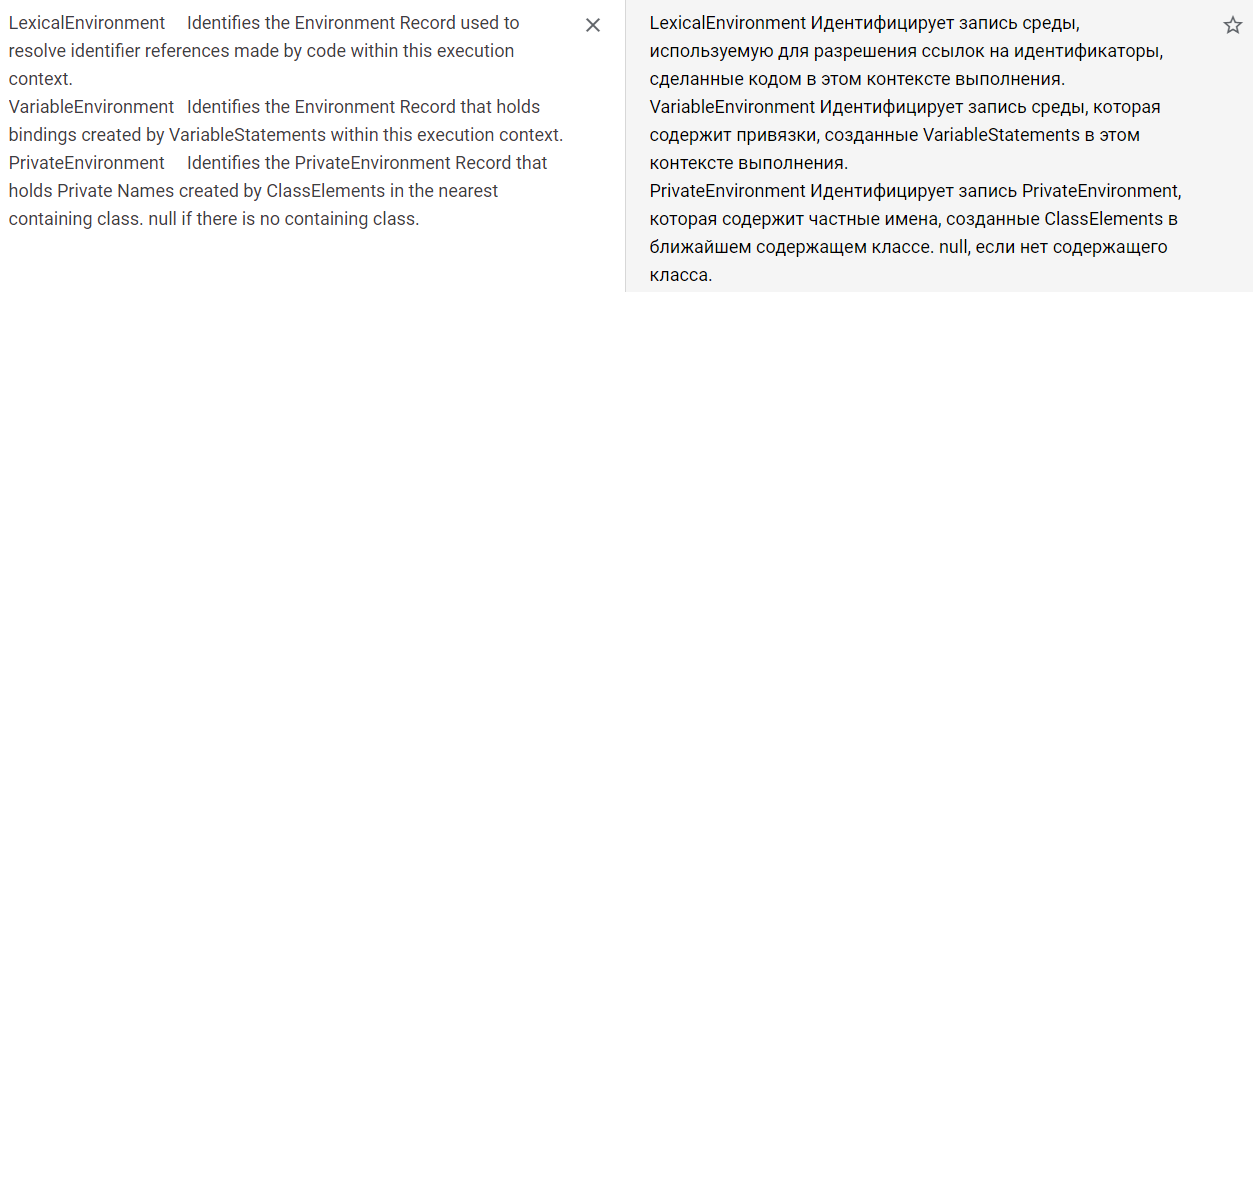 LexicalEnvironment Identifies the Environment Record used to
resolve identifier references made by code within this execution
context.
VariableEnvironment Identifies the Environment Record that holds
bindings created by VariableStatements within this execution context.
PrivateEnvironment Identifies the PrivateEnvironment Record that
holds Private Names created by ClassElements in the nearest
containing class. null if there is no containing class.
LexicalEnvironment Идентифицирует запись среды,
используемую для разрешения ссылок на идентификаторы,
сделанные кодом в этом контексте выполнения.
VariableEnvironment Идентифицирует запись среды, которая
содержит привязки, созданные VariableStatements в этом
контексте выполнения.
PrivateEnvironment Идентифицирует запись PrivateEnvironment,
которая содержит частные имена, созданные ClassElements в
ближайшем содержащем классе. null, если нет содержащего
класса.